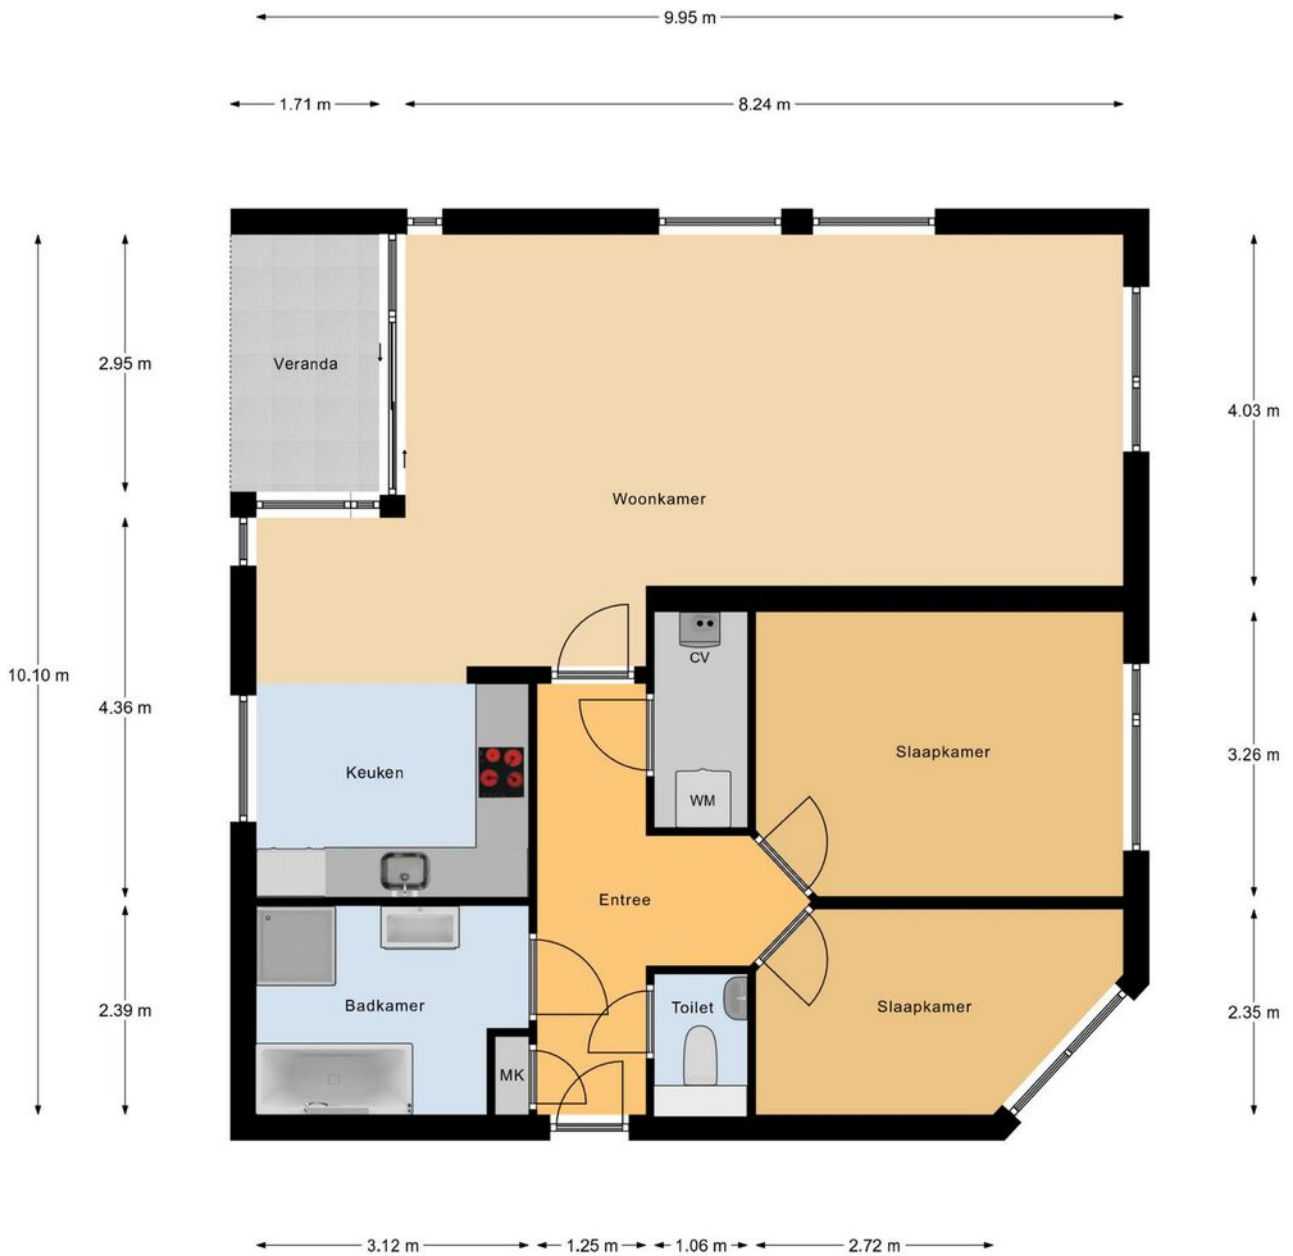 9.95 m
1.71 m
8.24 m
2.95 m
Veranda
4.03 m
Woonkamer
10.10 m
CV
4.36 m
Slaapkamer
3.26 m
Keuken
WM
Entree
2.39 m
Badkamer
Toilet
Slaapkamer
2.35 m
MK
3.12 m
1.25 m
1.06 m
2.72 m